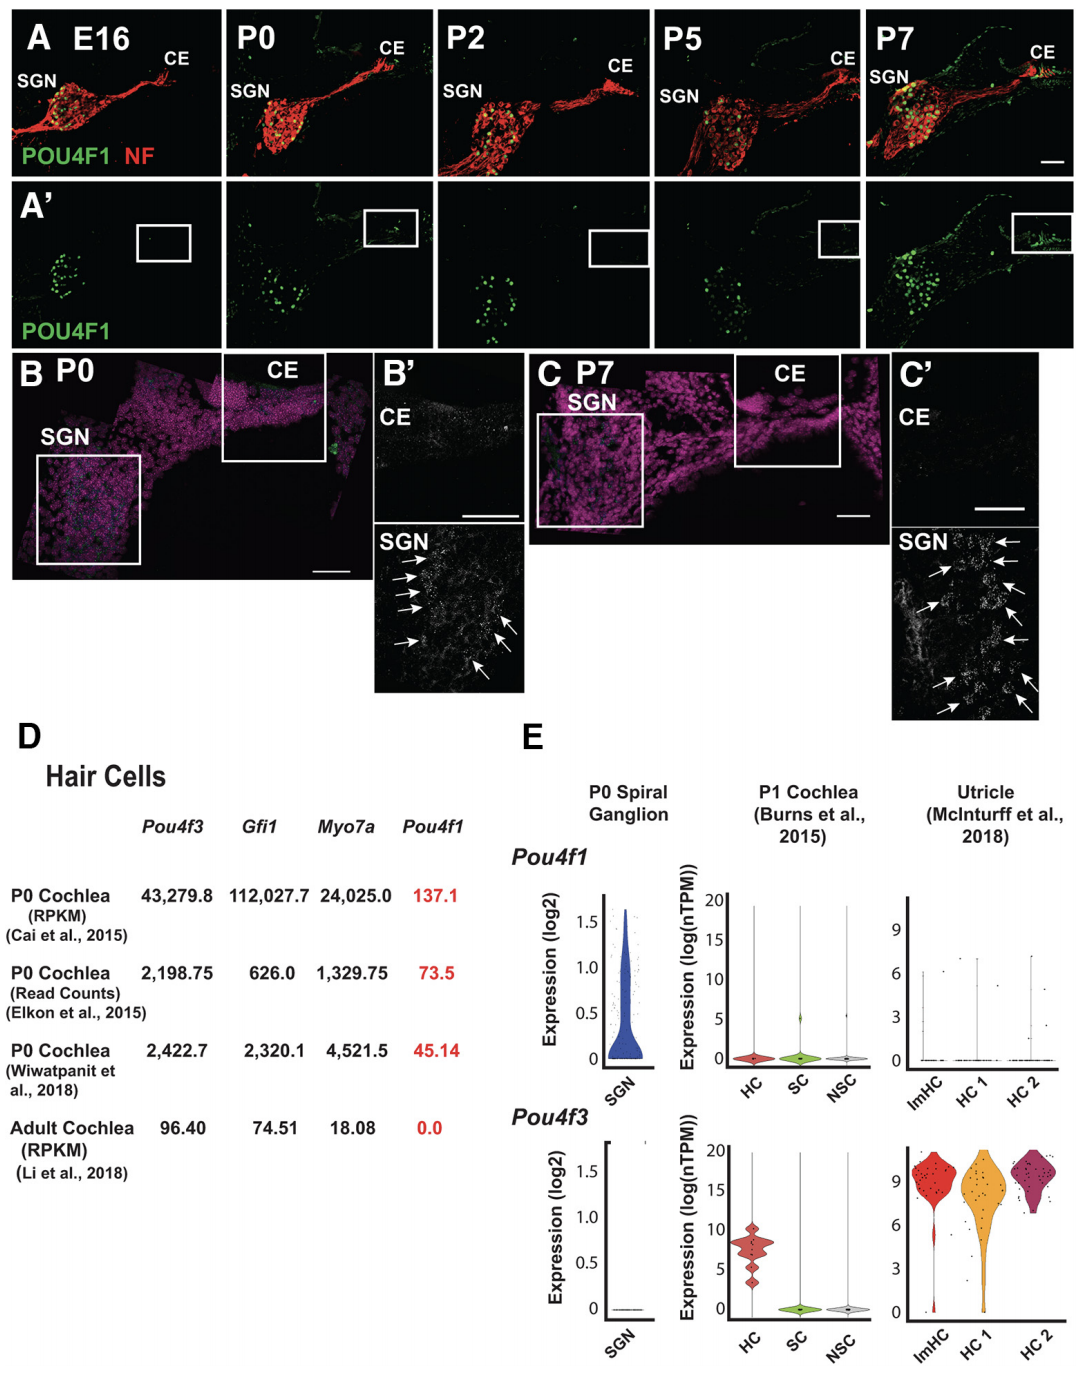 A E16
SGN
CE
POU4F1 NF
P0
SGN
CE
P2
SGN
CE
P5
SGN
CE
P7
SGN
CE
A’
POU4F1
B P0
CE
SGN
B’
CE
SGN
C P7
CE
SGN
C’
CE
SGN
D
Hair Cells
Pou4f3 Gfi1 Myo7a Pou4f1
P0 Cochlea 43,279.8 112,027.7 24,025.0 137.1
(RPKM)
(Cai et al., 2015)
P0 Cochlea 2,198.75 626.0 1,329.75 73.5
(Read Counts)
(Elkon et al., 2015)
P0 Cochlea 2,422.7 2,320.1 4,521.5 45.14
(Wiwatpanit et
al., 2018)
Adult Cochlea 96.40 74.51 18.08 0.0
(RPKM)
(Li et al., 2018)
E
P0 Spiral
Ganglion
P1 Cochlea
(Burns et al.,
2015)
Utricle
(McInturff et al.,
2018)
Pou4f1
Expression (log2)
1.5
1.0
0.5
0
SGN
Expression (log(nTPM))
20
15
10
5
0
HC SC NSC
9
6
3
0
ImHC HC 1 HC 2
Pou4f3
Expression (log2)
1.5
1.0
0.5
0
SGN
Expression (log(nTPM))
20
15
10
5
0
HC SC NSC
9
6
3
0
ImHC HC 1 HC 2